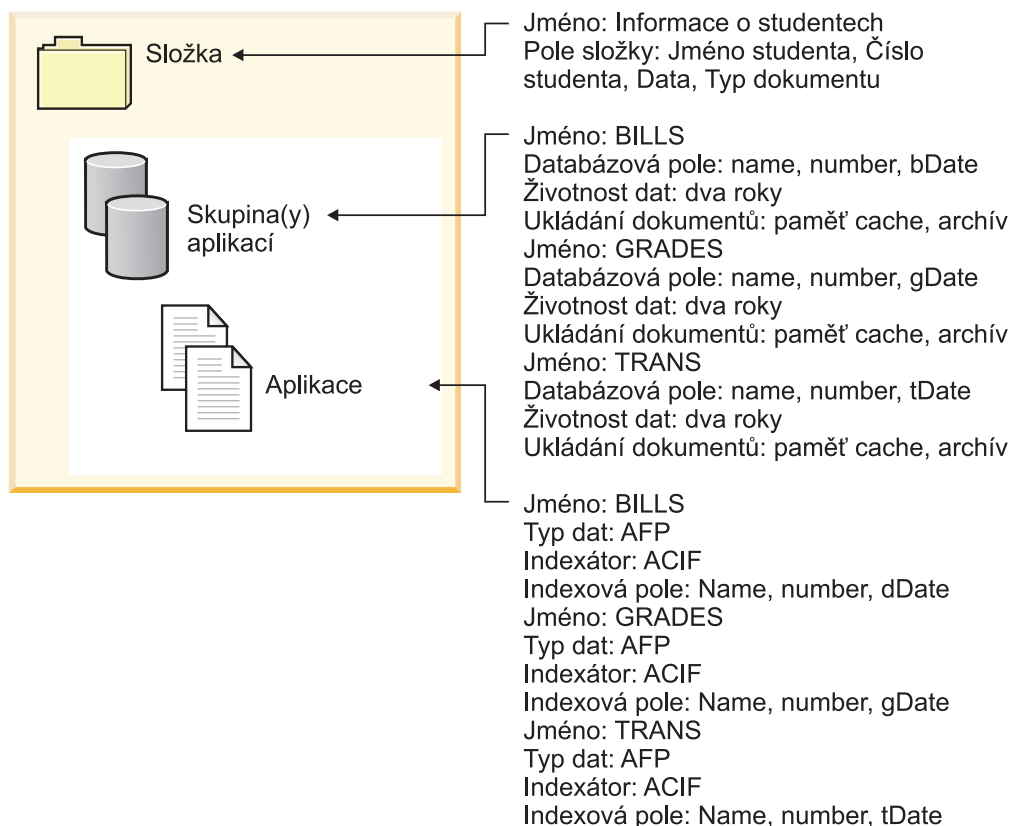 Složka
Jméno: Informace o studentech
Pole složky: Jméno studenta, Číslo
studenta, Data, Typ dokumentu
Skupina(y)
aplikací
Jméno: BILLS
Databázová pole: name, number, bDate
Životnost dat: dva roky
Ukládání dokumentů: paměť cache, archív
Jméno: GRADES
Databázová pole: name, number, gDate
Životnost dat: dva roky
Ukládání dokumentů: paměť cache, archív
Jméno: TRANS
Databázová pole: name, number, tDate
Životnost dat: dva roky
Ukládání dokumentů: paměť cache, archív
Aplikace
Jméno: BILLS
Typ dat: AFP
Indexátor: ACIF
Indexová pole: Name, number, dDate
Jméno: GRADES
Typ dat: AFP
Indexátor: ACIF
Indexová pole: Name, number, gDate
Jméno: TRANS
Typ dat: AFP
Indexátor: ACIF
Indexová pole: Name, number, tDate